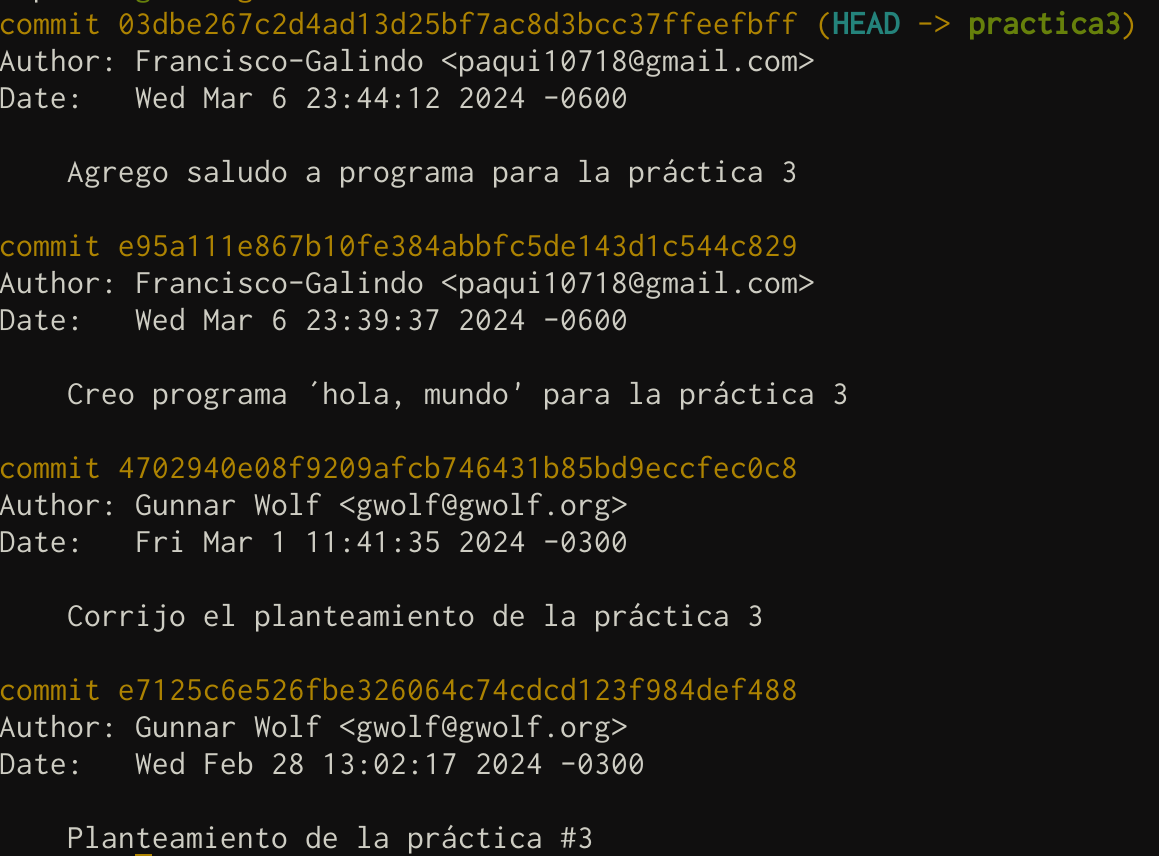 commit 03dbe267c2d4ad13d25bf7ac8d3bcc37ffeefbff (HEAD -> practica3)
Author: Francisco-Galindo <paqui10718@gmail.com>
Date:   Wed Mar 6 23:44:12 2024 -0600
    Agrego saludo a programa para la práctica 3
commit e95a111e867b10fe384abbfc5de143d1c544c829
Author: Francisco-Galindo <paqui10718@gmail.com>
Date:   Wed Mar 6 23:39:37 2024 -0600
    Creo programa ´hola, mundo' para la práctica 3
commit 4702940e08f9209afcb746431b85bd9eccfec0c8
Author: Gunnar Wolf <gwolf@gwolf.org>
Date:   Fri Mar 1 11:41:35 2024 -0300
    Corrijo el planteamiento de la práctica 3
commit e7125c6e526fbe326064c74cdcd123f984def488
Author: Gunnar Wolf <gwolf@gwolf.org>
Date:   Wed Feb 28 13:02:17 2024 -0300
    Planteamiento de la práctica #3